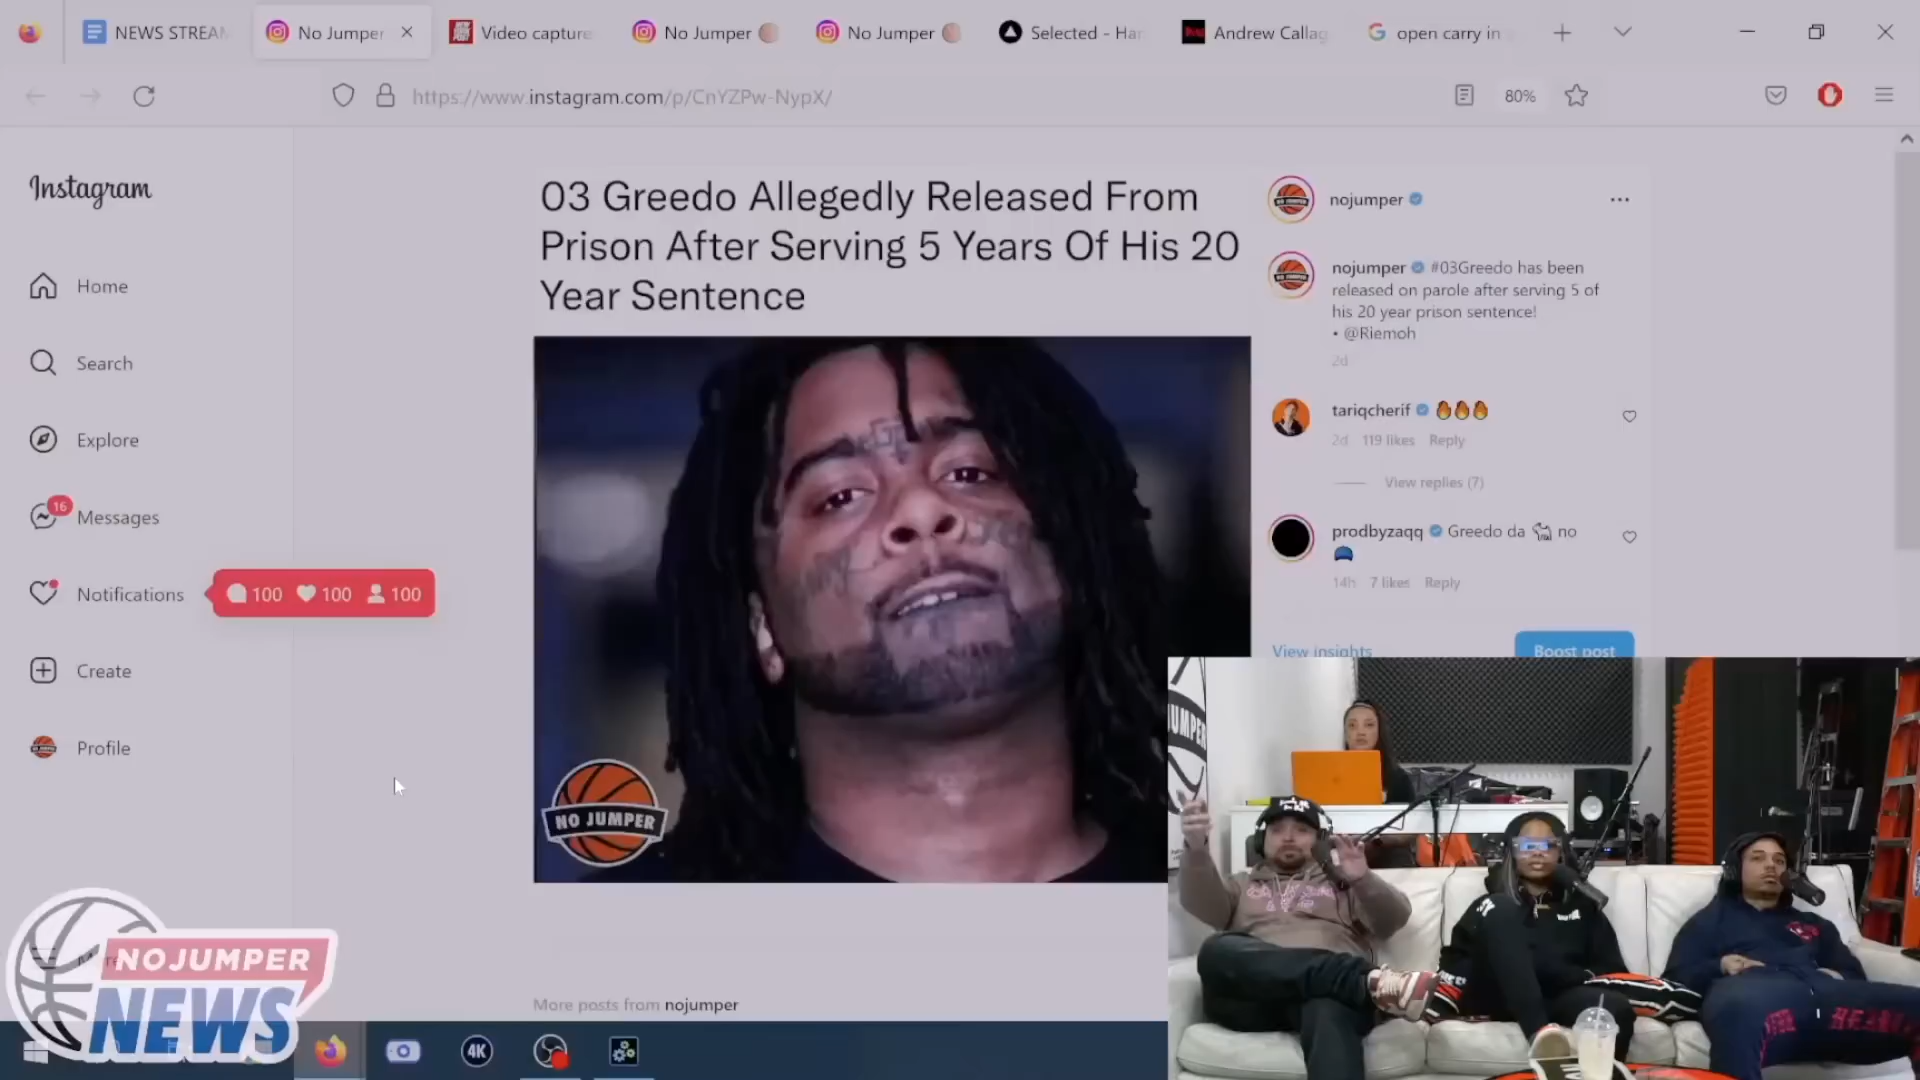 NEWS STREAM
No Jumper
Video capture
No Jumper
No Jumper
Selected - Har
Andrew Callag
open carry in
https://www.instagram.com/p/CnYZPw-NypX/
80%
Instagram
Home
Search
Explore
16
Messages
Notifications
100 100 100
Create
Profile
03 Greedo Allegedly Released From
Prison After Serving 5 Years Of His 20
Year Sentence
NO JUMPER
nojumper
nojumper #03Greedo has been
released on parole after serving 5 of
his 20 year prison sentence!
• @Riemoh
2d
tariqcherif 🔥🔥🔥
2d 119 likes Reply
View replies (7)
prodbyzaqq Greedo da 🐐 no
🧢
14h 7 likes Reply
View insights
Boost post
More posts from nojumper
NOJUMPER
NEWS
4K
UMPER